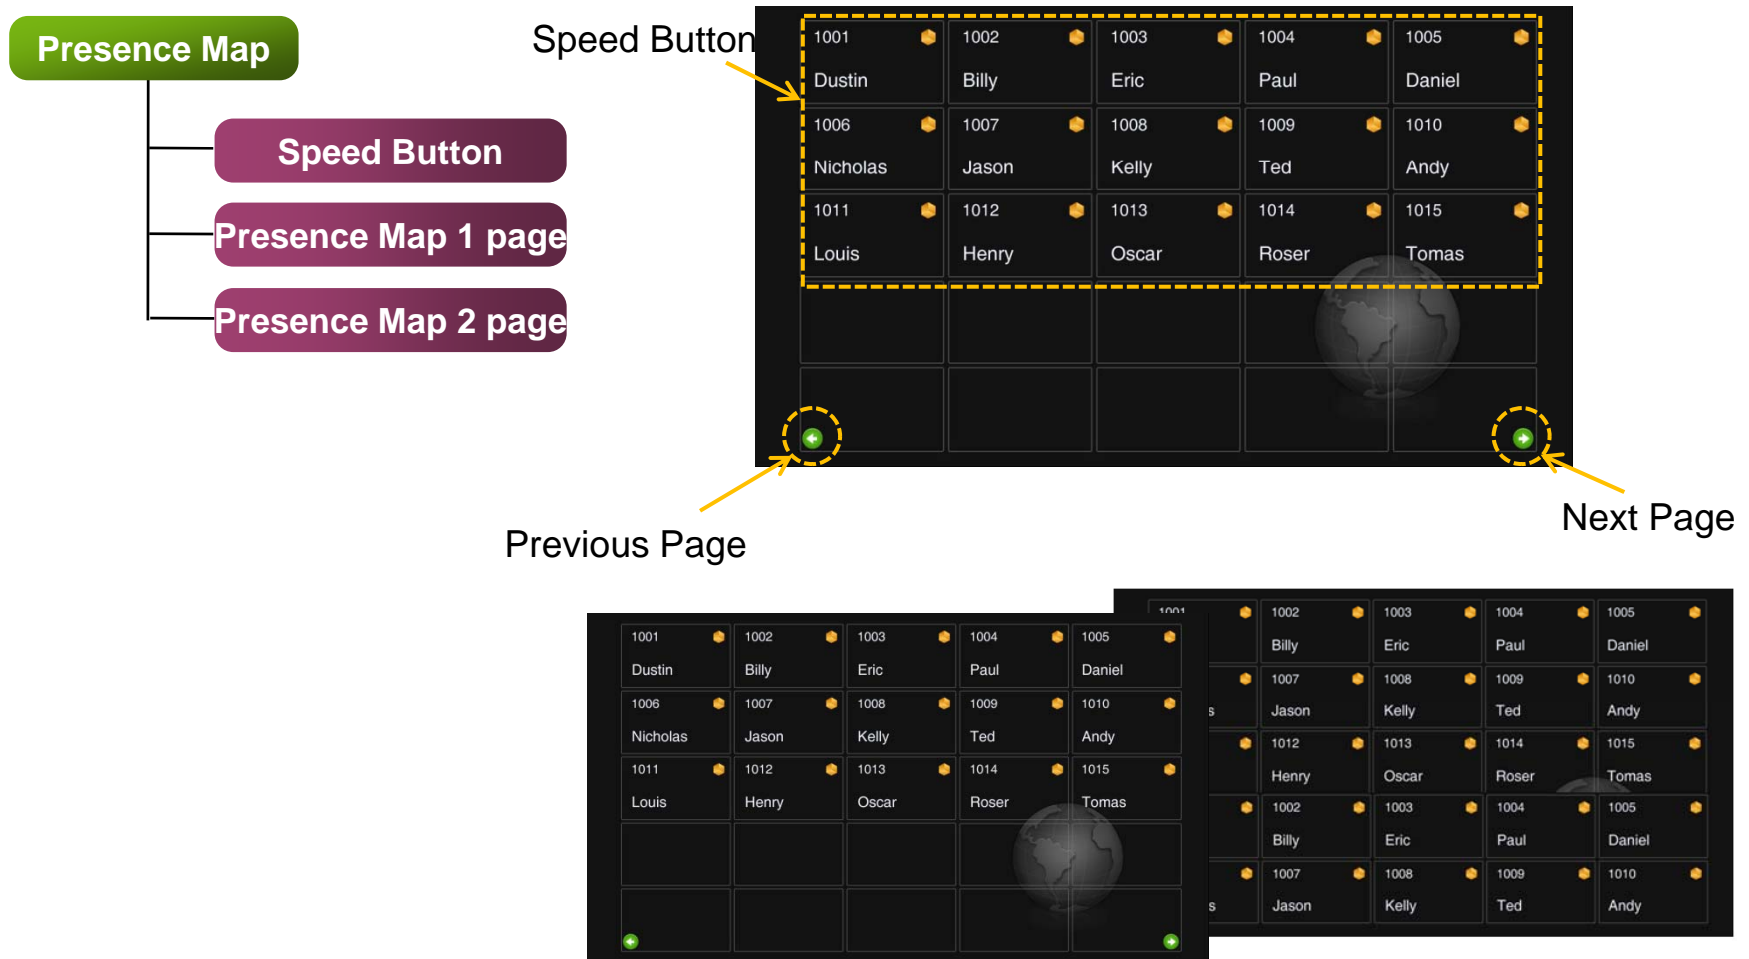 Presence Map
Speed Button
Presence Map 1 page
Presence Map 2 page
Speed Button
1001 1002 1003 1004 1005
Dustin Billy Eric Paul Daniel
1006 1007 1008 1009 1010
Nicholas Jason Kelly Ted Andy
1011 1012 1013 1014 1015
Louis Henry Oscar Roser Tomas
Previous Page
Next Page
1001 1002 1003 1004 1005
Dustin Billy Eric Paul Daniel
1006 1007 1008 1009 1010
Nicholas Jason Kelly Ted Andy
1011 1012 1013 1014 1015
Louis Henry Oscar Roser Tomas
1001 1002 1003 1004 1005
Billy Eric Paul Daniel
1007 1008 1009 1010
s Jason Kelly Ted Andy
1012 1013 1014 1015
Henry Oscar Roser Tomas
1002 1003 1004 1005
Billy Eric Paul Daniel
1007 1008 1009 1010
s Jason Kelly Ted Andy